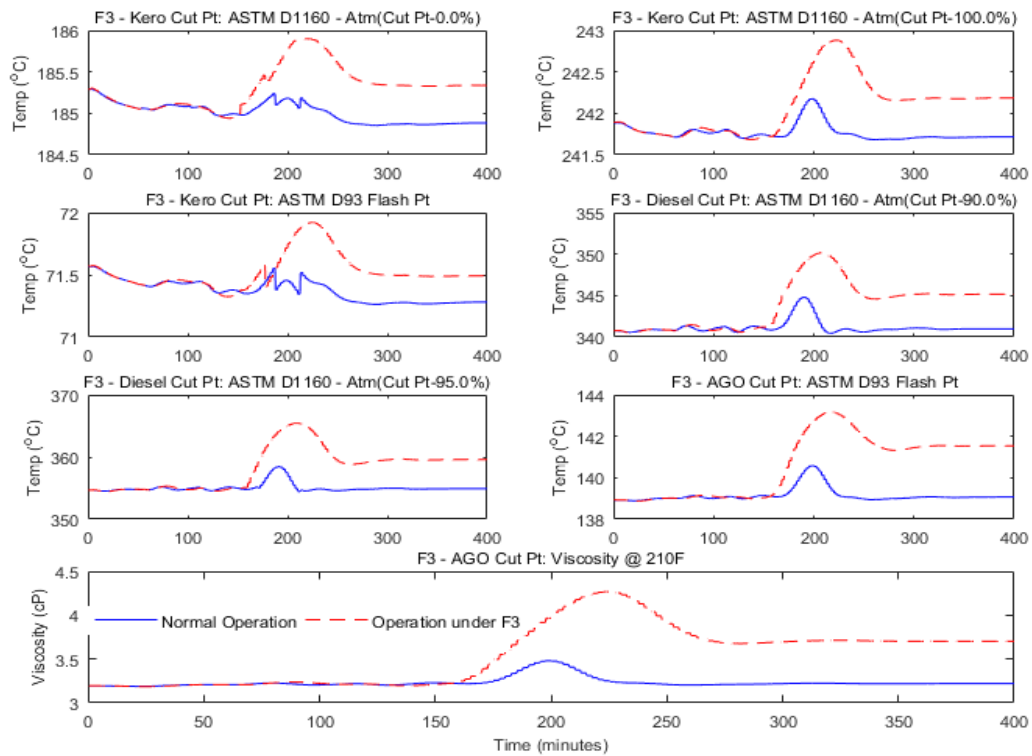 F3 - Kero Cut Pt: ASTM D1160 - Atm(Cut Pt-0.0%)
Temp (°C)
186
185.5
185
184.5
0 100 200 300 400
F3 - Kero Cut Pt: ASTM D1160 - Atm(Cut Pt-100.0%)
Temp (°C)
243
242.5
242
241.5
0 100 200 300 400
F3 - Kero Cut Pt: ASTM D93 Flash Pt
Temp (°C)
72
71.5
71
0 100 200 300 400
F3 - Diesel Cut Pt: ASTM D1160 - Atm(Cut Pt-90.0%)
Temp (°C)
355
350
345
340
0 100 200 300 400
F3 - Diesel Cut Pt: ASTM D1160 - Atm(Cut Pt-95.0%)
Temp (°C)
370
360
350
0 100 200 300 400
F3 - AGO Cut Pt: ASTM D93 Flash Pt
Temp (°C)
144
142
140
138
0 100 200 300 400
F3 - AGO Cut Pt: Viscosity @ 210F
Viscosity (cP)
4.5
4
3.5
3
Normal Operation
Operation under F3
0 50 100 150 200 250 300 350 400
Time (minutes)